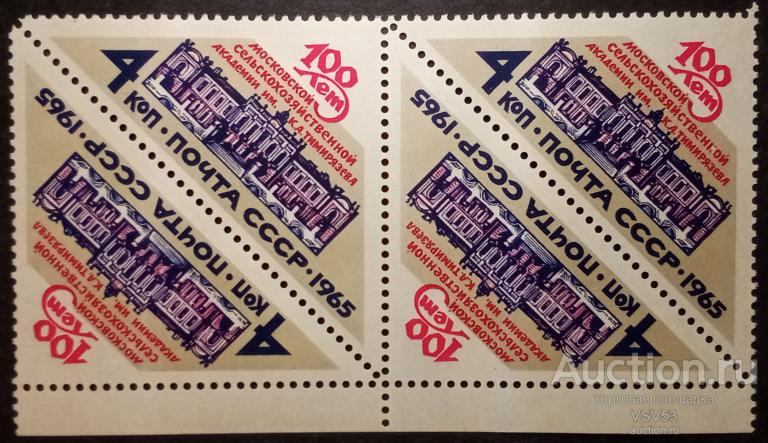 100
лет
МОСКОВСКОЙ
СЕЛЬСКОХОЗЯЙСТВЕННОЙ
АКАДЕМИИ ИМ. К.А.ТИМИРЯЗЕВА
4 КОП · ПОЧТА СССР · 1965
100
лет
МОСКОВСКОЙ
СЕЛЬСКОХОЗЯЙСТВЕННОЙ
АКАДЕМИИ ИМ. К.А.ТИМИРЯЗЕВА
4 КОП · ПОЧТА СССР · 1965
100
лет
МОСКОВСКОЙ
СЕЛЬСКОХОЗЯЙСТВЕННОЙ
АКАДЕМИИ ИМ. К.А.ТИМИРЯЗЕВА
4 КОП · ПОЧТА СССР · 1965
100
лет
МОСКОВСКОЙ
СЕЛЬСКОХОЗЯЙСТВЕННОЙ
АКАДЕМИИ ИМ. К.А.ТИМИРЯЗЕВА
4 КОП · ПОЧТА СССР · 1965
Auction.ru
торговая площадка
VSV53
auction.ru